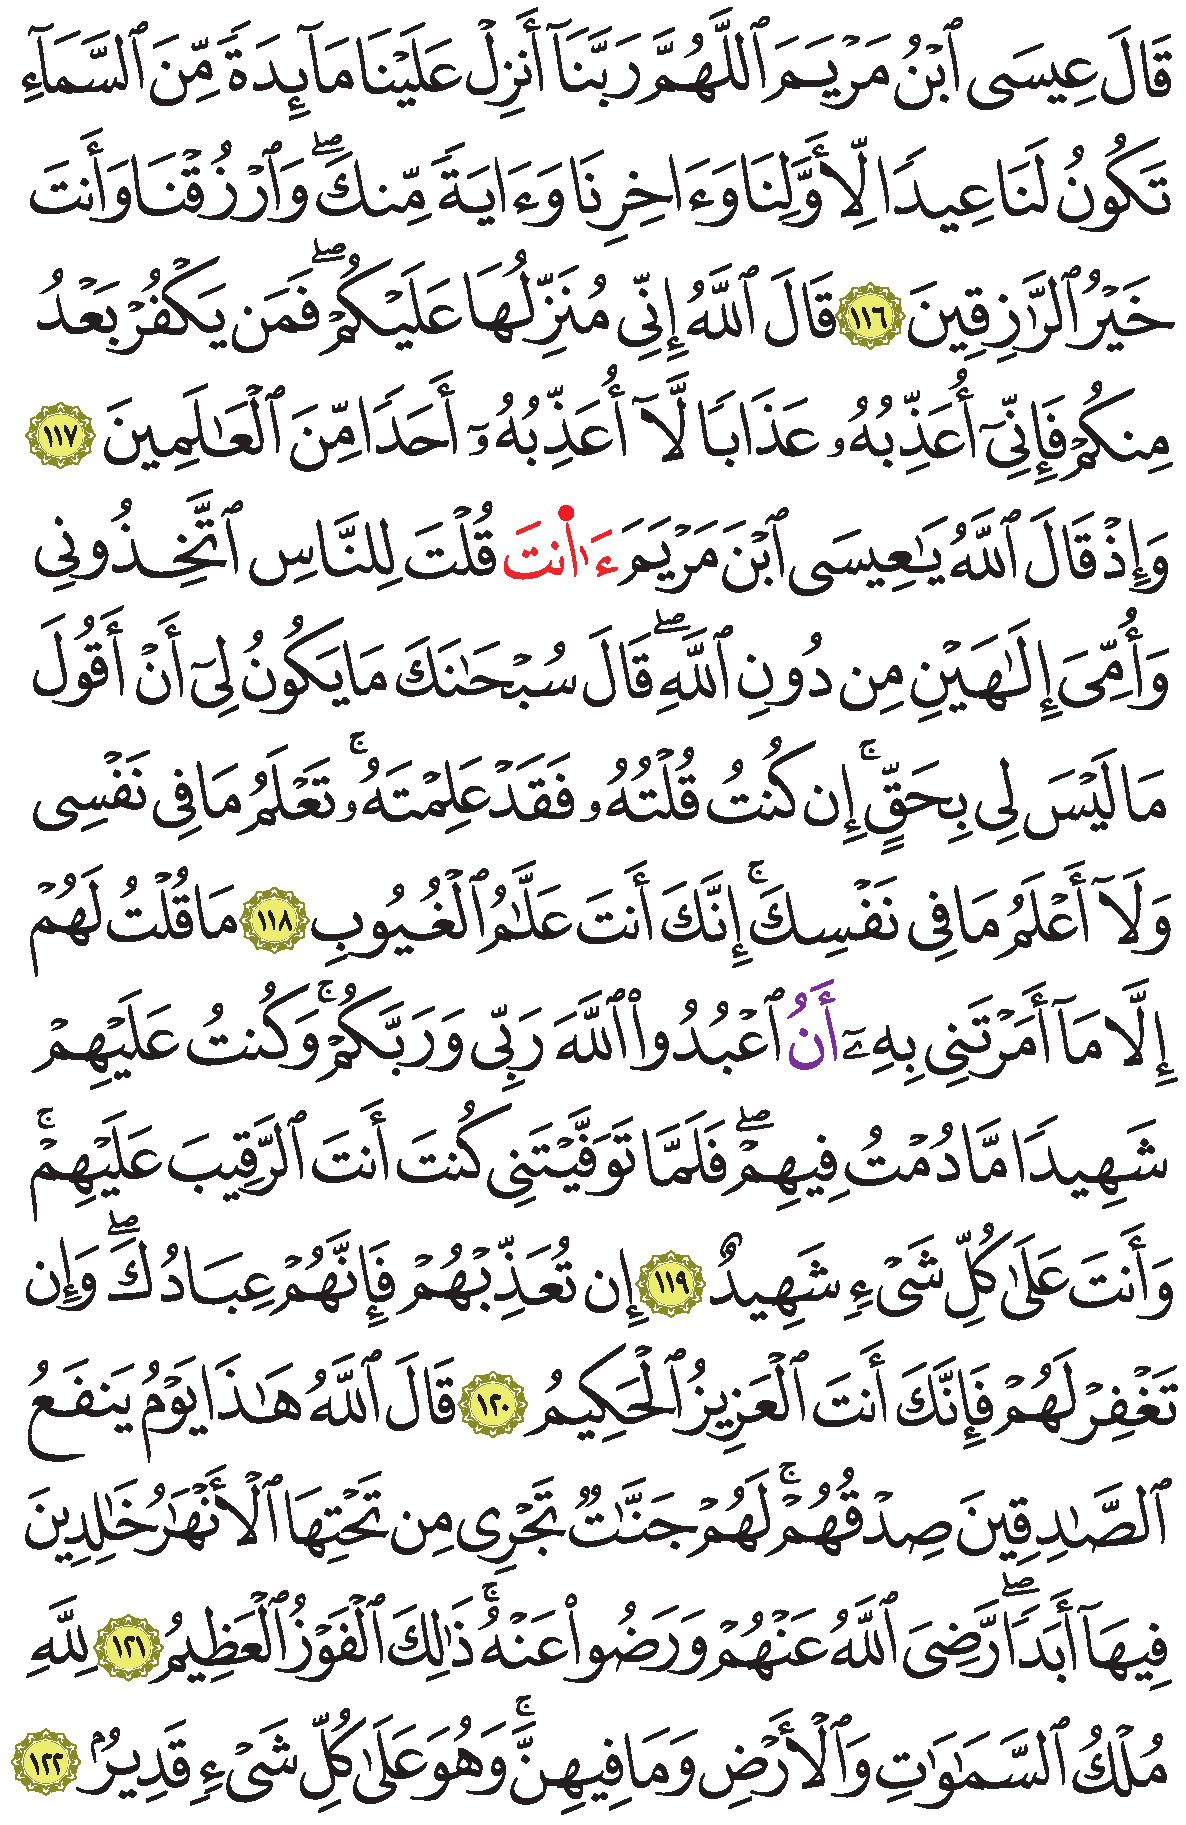 قَالَ عِيسَى ٱبْنُ مَرْيَمَ ٱللَّهُمَّ رَبَّنَآ أَنزِلْ عَلَيْنَا مَآئِدَةً مِّنَ ٱلسَّمَآءِ
تَكُونُ لَنَا عِيدًا لِّأَوَّلِنَا وَءَاخِرِنَا وَءَايَةً مِّنكَ ۖ وَٱرْزُقْنَا وَأَنتَ
خَيْرُ ٱلرَّٰزِقِينَ ١١٦ قَالَ ٱللَّهُ إِنِّي مُنَزِّلُهَا عَلَيْكُمْ ۖ فَمَن يَكْفُرْ بَعْدُ
مِنكُمْ فَإِنِّىٓ أُعَذِّبُهُۥ عَذَابًا لَّآ أُعَذِّبُهُۥٓ أَحَدًا مِّنَ ٱلْعَٰلَمِينَ ١١٧
وَإِذْ قَالَ ٱللَّهُ يَٰعِيسَى ٱبْنَ مَرْيَمَ ءَا۬نتَ قُلْتَ لِلنَّاسِ ٱتَّخِذُونِي
وَأُمِّىَ إِلَٰهَيْنِ مِن دُونِ ٱللَّهِ ۖ قَالَ سُبْحَٰنَكَ مَا يَكُونُ لِىٓ أَنْ أَقُولَ
مَا لَيْسَ لِي بِحَقٍّ ۚ إِن كُنتُ قُلْتُهُۥ فَقَدْ عَلِمْتَهُۥ ۚ تَعْلَمُ مَا فِي نَفْسِى
وَلَآ أَعْلَمُ مَا فِي نَفْسِكَ ۚ إِنَّكَ أَنتَ عَلَّٰمُ ٱلْغُيُوبِ ١١٨ مَا قُلْتُ لَهُمْ
إِلَّا مَآ أَمَرْتَنِي بِهِۦٓ أَنُ ٱعْبُدُوا۟ ٱللَّهَ رَبِّى وَرَبَّكُمْ ۚ وَكُنتُ عَلَيْهِمْ
شَهِيدًا مَّا دُمْتُ فِيهِمْ ۖ فَلَمَّا تَوَفَّيْتَنِى كُنتَ أَنتَ ٱلرَّقِيبَ عَلَيْهِمْ ۚ
وَأَنتَ عَلَىٰ كُلِّ شَىْءٍ شَهِيدٌ ١١٩ إِن تُعَذِّبْهُمْ فَإِنَّهُمْ عِبَادُكَ ۖ وَإِن
تَغْفِرْ لَهُمْ فَإِنَّكَ أَنتَ ٱلْعَزِيزُ ٱلْحَكِيمُ ١٢٠ قَالَ ٱللَّهُ هَٰذَا يَوْمُ يَنفَعُ
ٱلصَّٰدِقِينَ صِدْقُهُمْ ۚ لَهُمْ جَنَّٰتٌ تَجْرِى مِن تَحْتِهَا ٱلْأَنْهَٰرُ خَٰلِدِينَ
فِيهَآ أَبَدًا ۖ رَّضِىَ ٱللَّهُ عَنْهُمْ وَرَضُوا۟ عَنْهُ ۚ ذَٰلِكَ ٱلْفَوْزُ ٱلْعَظِيمُ ١٢١ لِلَّهِ
مُلْكُ ٱلسَّمَٰوَٰتِ وَٱلْأَرْضِ وَمَا فِيهِنَّ ۚ وَهُوَ عَلَىٰ كُلِّ شَىْءٍ قَدِيرٌۢ ١٢٢